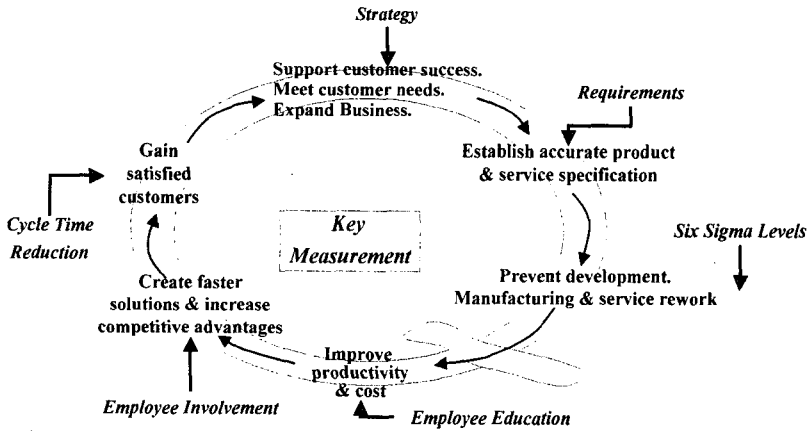 Strategy
Support customer success.
Meet customer needs.
Expand Business.
Requirements
Establish accurate product
& service specification
Six Sigma Levels
Prevent development.
Manufacturing & service rework
Improve
productivity
& cost
Employee Education
Create faster
solutions & increase
competitive advantages
Employee Involvement
Gain
satisfied
customers
Cycle Time
Reduction
Key
Measurement